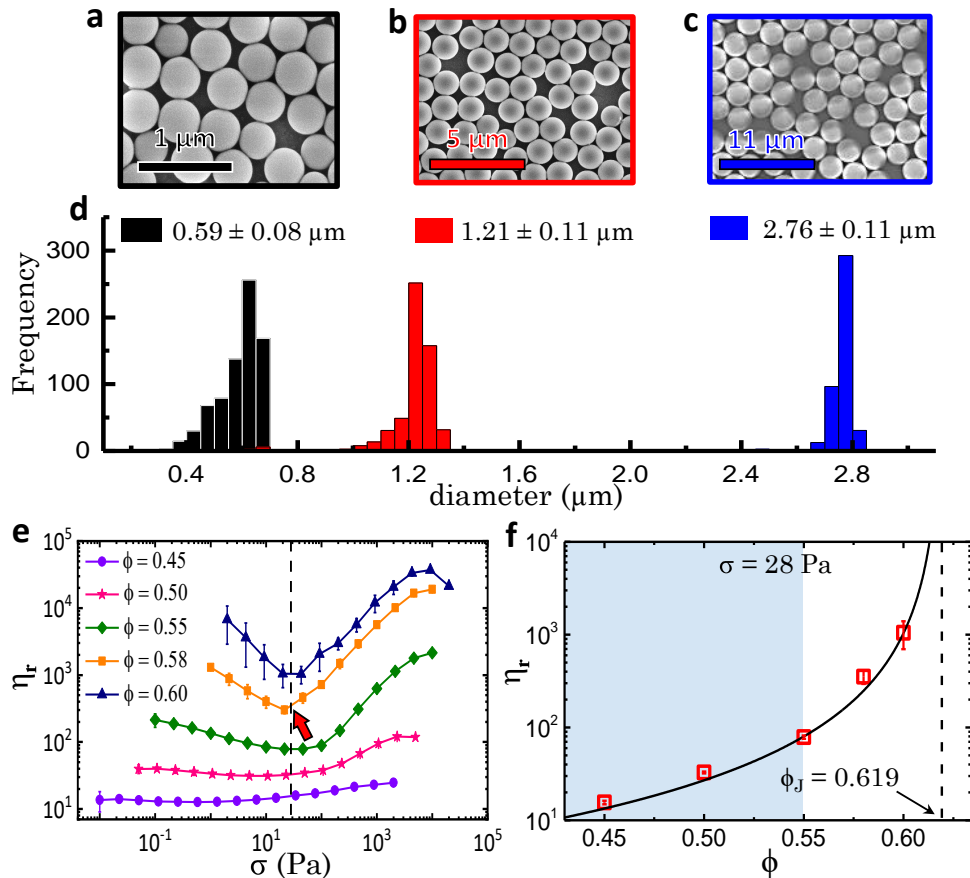 a
b
c
1 μm
5 μm
11 μm
d
0.59 ± 0.08 μm
1.21 ± 0.11 μm
2.76 ± 0.11 μm
Frequency
300
200
100
0
0.4 0.8 1.2 1.6 2.0 2.4 2.8
diameter (μm)
e
η_r
10^5
10^4
10^3
10^2
10^1
ϕ = 0.45
ϕ = 0.50
ϕ = 0.55
ϕ = 0.58
ϕ = 0.60
10^-1 10^1 10^3 10^5
σ (Pa)
f
σ = 28 Pa
η_r
10^4
10^3
10^2
10^1
ϕ_J = 0.619
0.45 0.50 0.55 0.60
ϕ